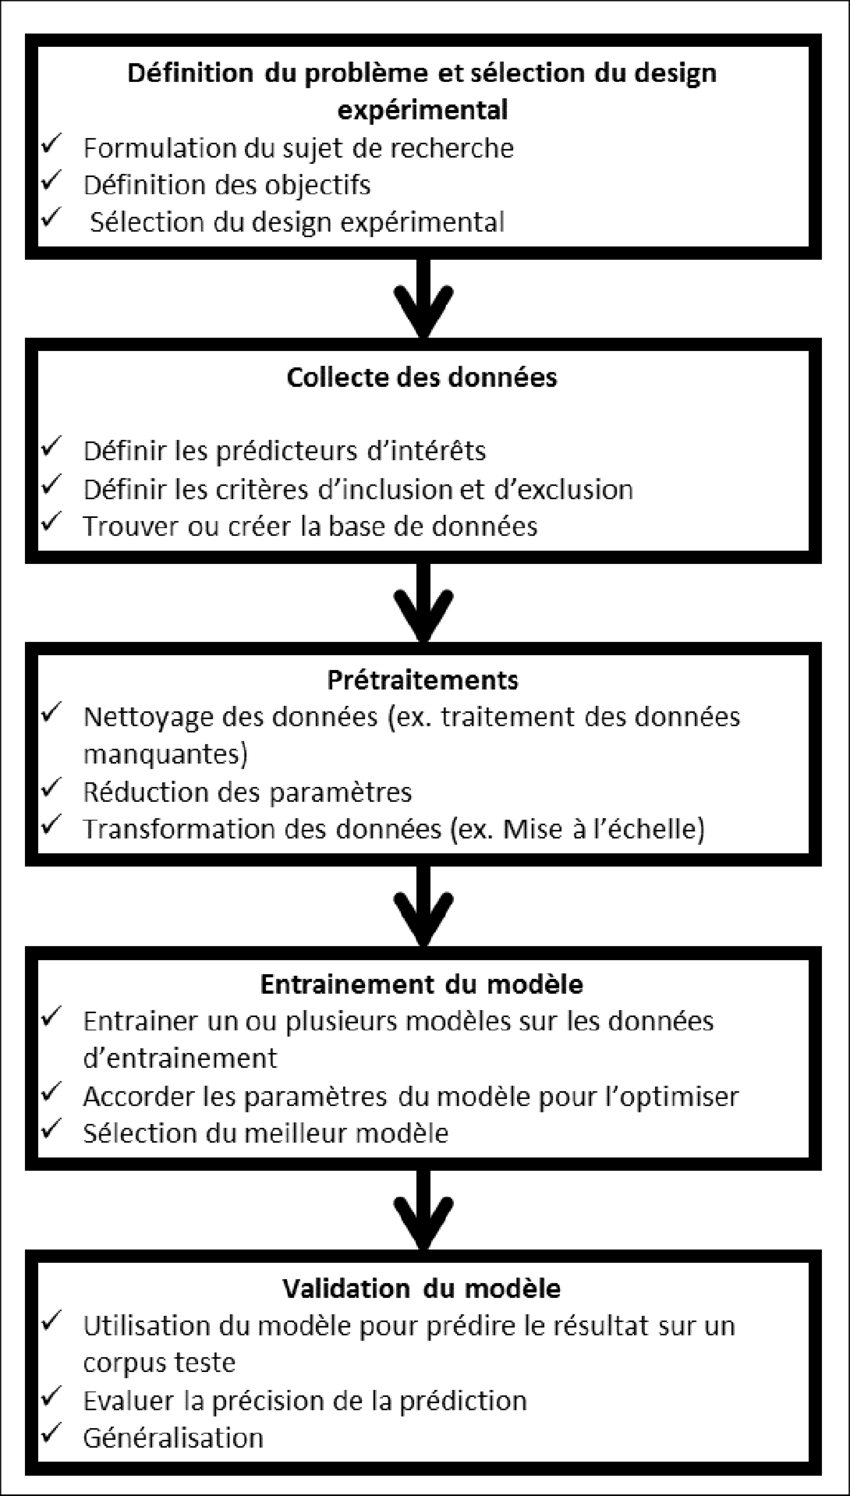 Définition du problème et sélection du design
expérimental
✓ Formulation du sujet de recherche
✓ Définition des objectifs
✓ Sélection du design expérimental
Collecte des données
✓ Définir les prédicteurs d'intérêts
✓ Définir les critères d'inclusion et d'exclusion
✓ Trouver ou créer la base de données
Prétraitements
✓ Nettoyage des données (ex. traitement des données
manquantes)
✓ Réduction des paramètres
✓ Transformation des données (ex. Mise à l'échelle)
Entrainement du modèle
✓ Entrainer un ou plusieurs modèles sur les données
d'entrainement
✓ Accorder les paramètres du modèle pour l'optimiser
✓ Sélection du meilleur modèle
Validation du modèle
✓ Utilisation du modèle pour prédire le résultat sur un
corpus teste
✓ Evaluer la précision de la prédiction
✓ Généralisation